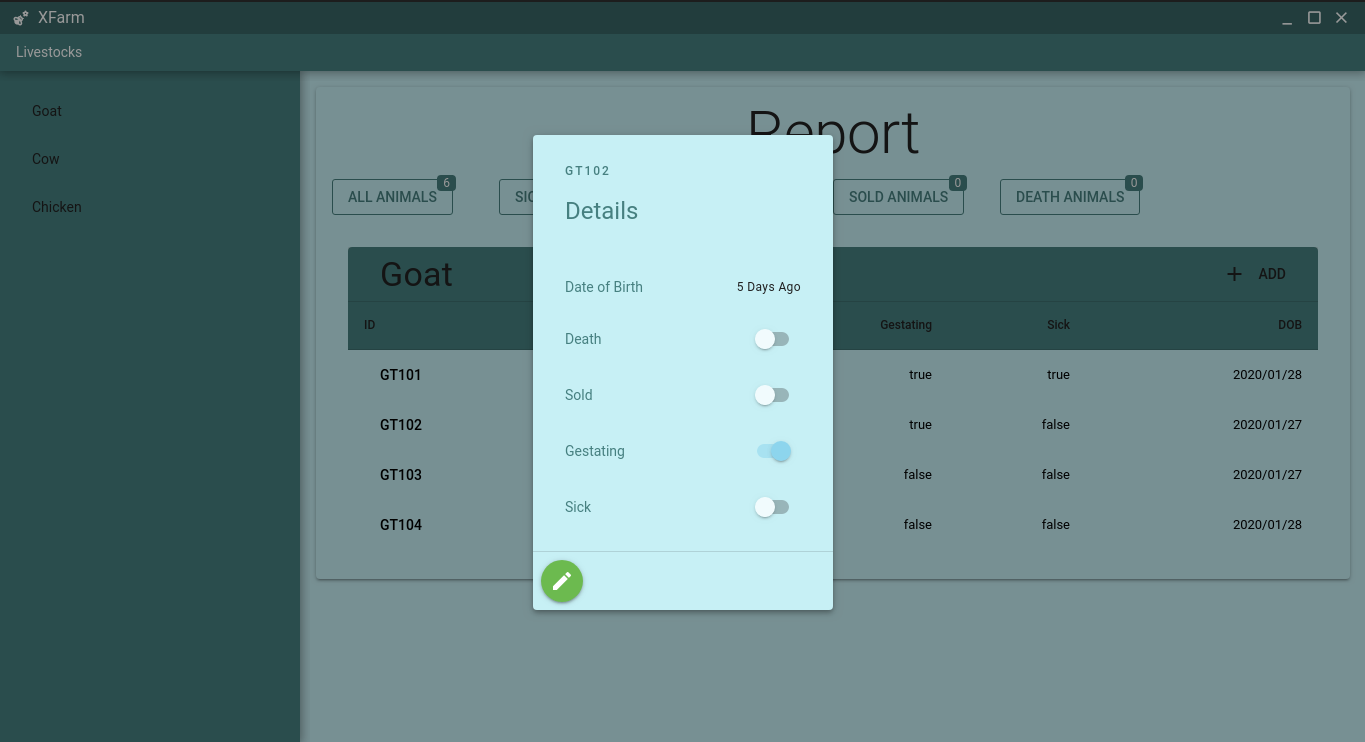 XFarm
Livestocks
Goat
Cow
Chicken
Report
ALL ANIMALS 6
SOLD ANIMALS 0
DEATH ANIMALS 0
Goat
ADD
ID Gestating Sick DOB
GT101 true true 2020/01/28
GT102 true false 2020/01/27
GT103 false false 2020/01/27
GT104 false false 2020/01/28
GT102
Details
Date of Birth 5 Days Ago
Death
Sold
Gestating
Sick